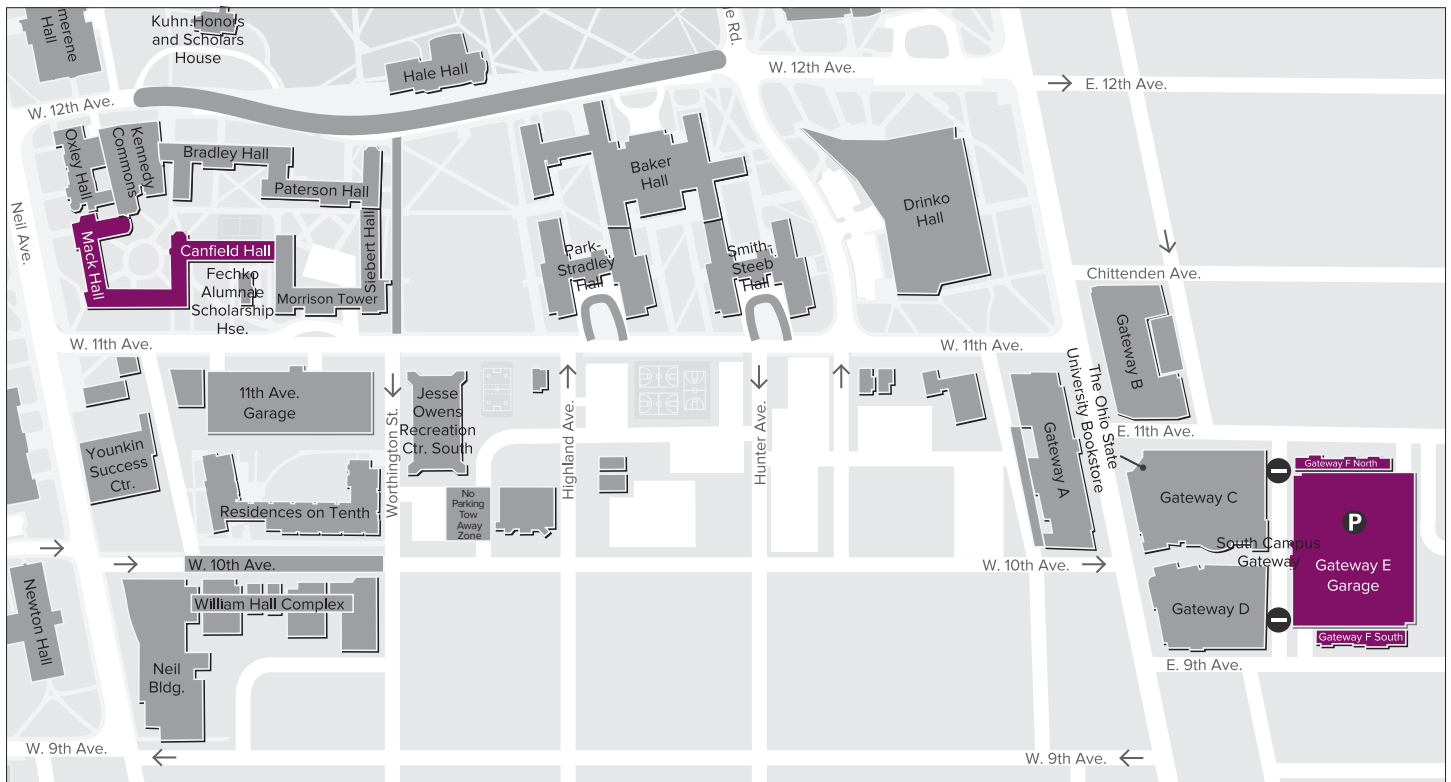 merene
Hall
Kuhn Honors
and Scholars
House
Hale Hall
e Rd.
W. 12th Ave.
E. 12th Ave.
W. 12th Ave.
Oxley Hall
Kennedy
Commons
Bradley Hall
Paterson Hall
Baker
Hall
Drinko
Hall
Neil Ave.
Mack Hall
Canfield Hall
Siebert Hall
Fechko
Alumnae
Scholarship
Hse.
Morrison Tower
Park-
Stradley
Hall
Smith-
Steeb
Hall
Chittenden Ave.
W. 11th Ave.
W. 11th Ave.
Gateway B
The Ohio State
University Bookstore
11th Ave.
Garage
Jesse
Owens
Recreation
Ctr. South
Worthington St.
Highland Ave.
Hunter Ave.
Gateway A
E. 11th Ave.
Younkin
Success
Ctr.
Gateway F North
Gateway C
P
Residences on Tenth
No
Parking
Tow
Away
Zone
South Campus
Gateway
Gateway E
Garage
W. 10th Ave.
W. 10th Ave.
William Hall Complex
Gateway D
Newton Hall
Gateway F South
Neil
Bldg.
E. 9th Ave.
W. 9th Ave.
W. 9th Ave.